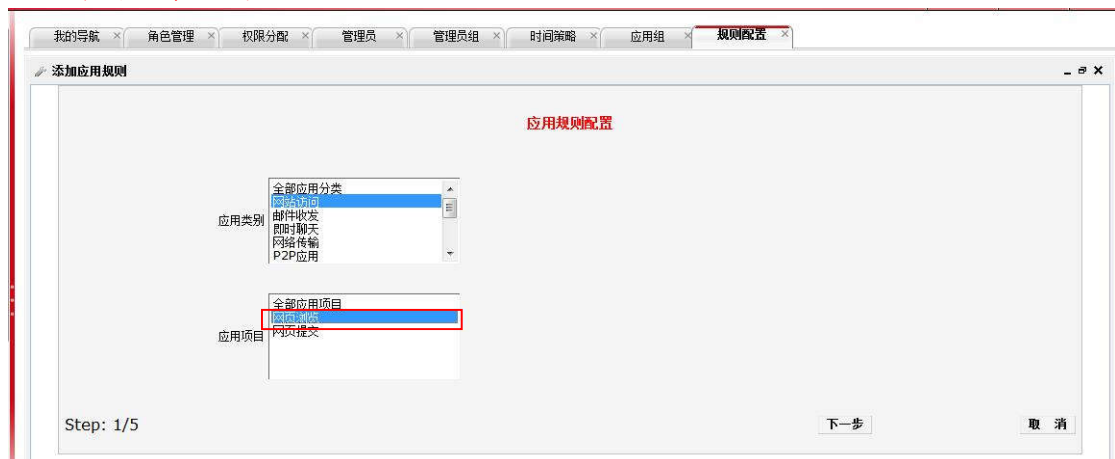 我的导航 × 角色管理 × 权限分配 × 管理员 × 管理员组 × 时间策略 × 应用组 × 规则配置 ×
添加应用规则
应用规则配置
全部应用分类
网站访问
应用类别 邮件收发
即时聊天
网络传输
P2P应用
全部应用项目
网页浏览
应用项目 网页提交
Step: 1/5 下一步 取 消